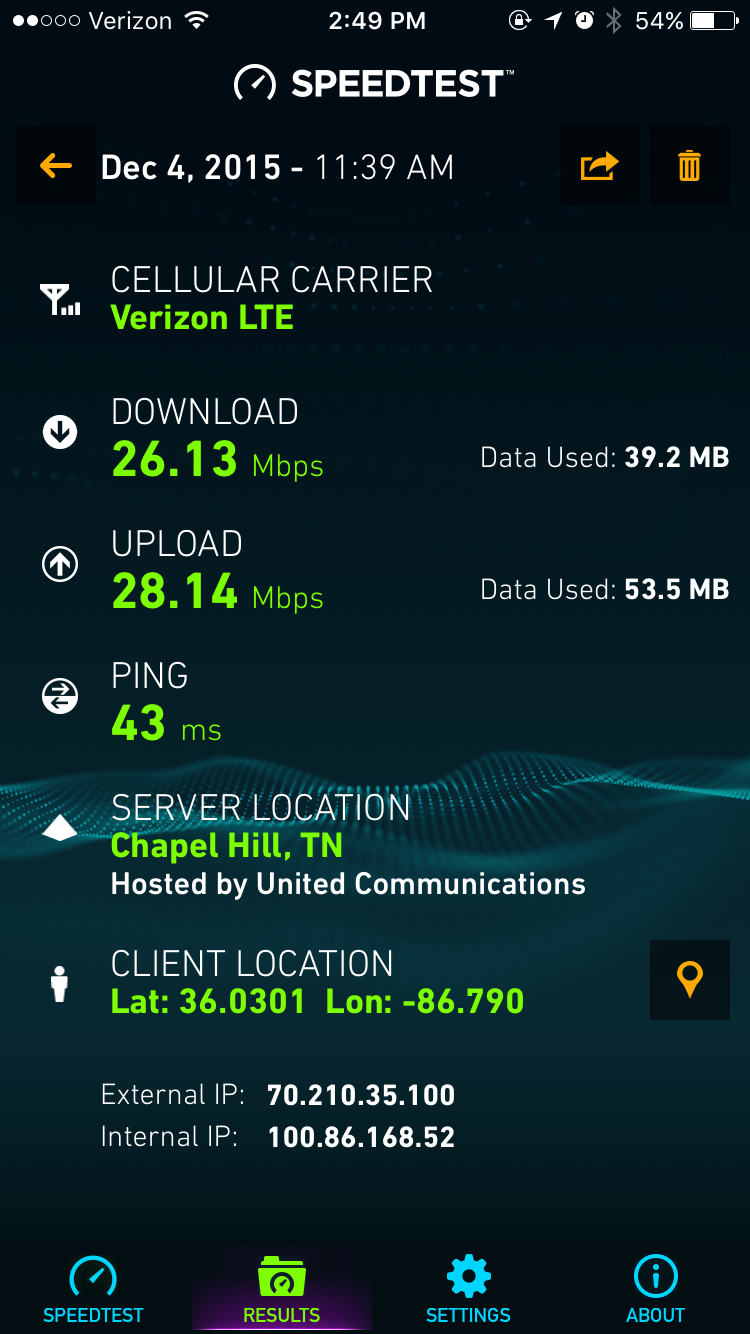 Verizon 2:49 PM 54%
SPEEDTEST™
Dec 4, 2015 - 11:39 AM
CELLULAR CARRIER
Verizon LTE
DOWNLOAD
26.13 Mbps Data Used: 39.2 MB
UPLOAD
28.14 Mbps Data Used: 53.5 MB
PING
43 ms
SERVER LOCATION
Chapel Hill, TN
Hosted by United Communications
CLIENT LOCATION
Lat: 36.0301 Lon: -86.790
External IP: 70.210.35.100
Internal IP: 100.86.168.52
SPEEDTEST RESULTS SETTINGS ABOUT